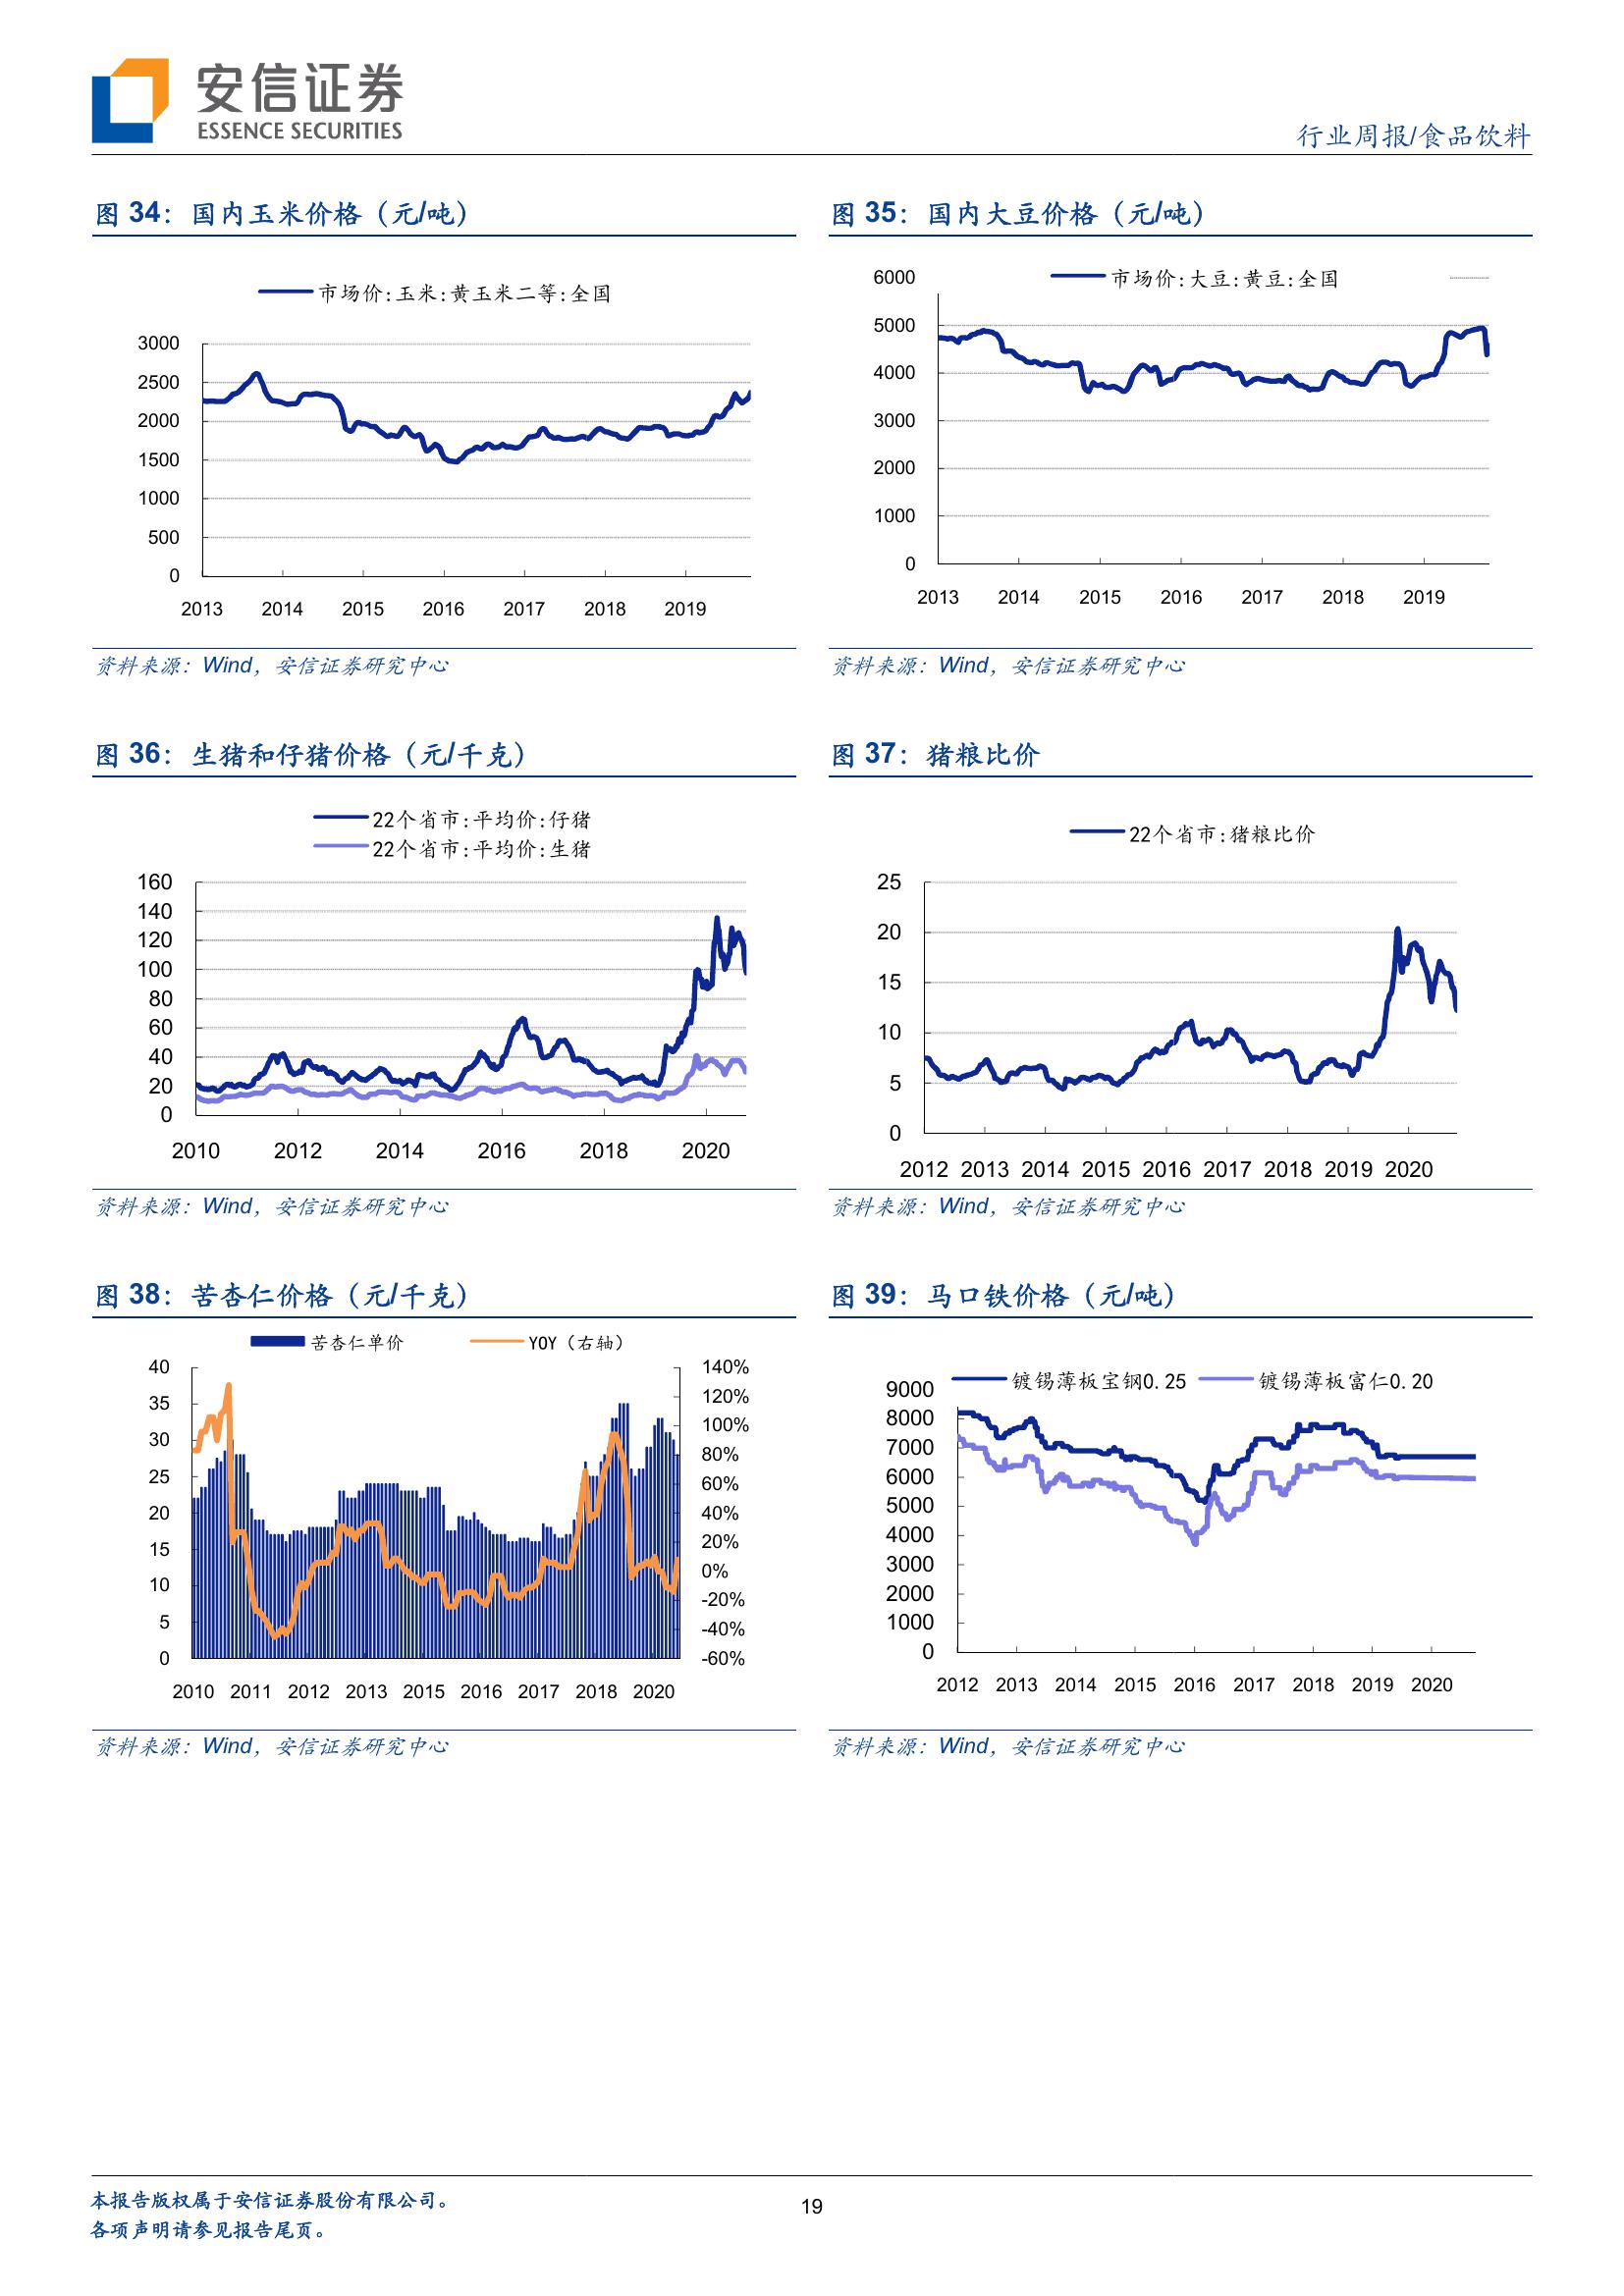 安信证券
ESSENCE SECURITIES
行业周报/食品饮料
图 34：国内玉米价格（元/吨）
市场价:玉米:黄玉米二等:全国
3000
2500
2000
1500
1000
500
0
2013 2014 2015 2016 2017 2018 2019
资料来源：Wind，安信证券研究中心
图 35：国内大豆价格（元/吨）
市场价:大豆:黄豆:全国
6000
5000
4000
3000
2000
1000
0
2013 2014 2015 2016 2017 2018 2019
资料来源：Wind，安信证券研究中心
图 36：生猪和仔猪价格（元/千克）
22个省市:平均价:仔猪
22个省市:平均价:生猪
160
140
120
100
80
60
40
20
0
2010 2012 2014 2016 2018 2020
资料来源：Wind，安信证券研究中心
图 37：猪粮比价
22个省市:猪粮比价
25
20
15
10
5
0
2012 2013 2014 2015 2016 2017 2018 2019 2020
资料来源：Wind，安信证券研究中心
图 38：苦杏仁价格（元/千克）
苦杏仁单价 YOY（右轴）
40
35
30
25
20
15
10
5
0
140%
120%
100%
80%
60%
40%
20%
0%
-20%
-40%
-60%
2010 2011 2012 2013 2015 2016 2017 2018 2020
资料来源：Wind，安信证券研究中心
图 39：马口铁价格（元/吨）
镀锡薄板宝钢0.25 镀锡薄板富仁0.20
9000
8000
7000
6000
5000
4000
3000
2000
1000
0
2012 2013 2014 2015 2016 2017 2018 2019 2020
资料来源：Wind，安信证券研究中心
本报告版权属于安信证券股份有限公司。
各项声明请参见报告尾页。
19